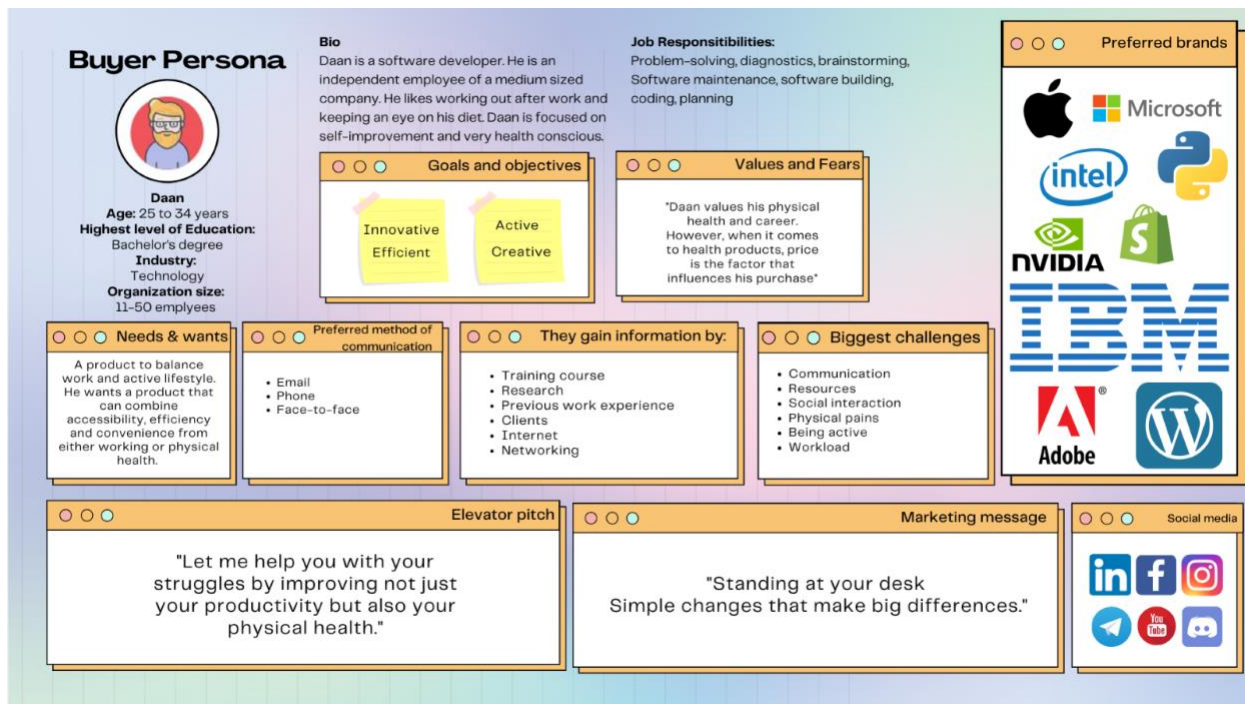 Buyer Persona
Daan
Age: 25 to 34 years
Highest level of Education:
Bachelor's degree
Industry:
Technology
Organization size:
11-50 emplyees
Bio
Daan is a software developer. He is an
independent employee of a medium sized
company. He likes working out after work and
keeping an eye on his diet. Daan is focused on
self-improvement and very health conscious.
Job Responsitibilities:
Problem-solving, diagnostics, brainstorming,
Software maintenance, software building,
coding, planning
Goals and objectives
Innovative
Efficient
Active
Creative
Values and Fears
"Daan values his physical
health and career.
However, when it comes
to health products, price
is the factor that
influences his purchase"
Preferred brands
Microsoft
intel
NVIDIA
S
IBM
Adobe
®
W
Needs & wants
A product to balance
work and active lifestyle.
He wants a product that
can combine
accessibility, efficiency
and convenience from
either working or physical
health.
Preferred method of
communication
• Email
• Phone
• Face-to-face
They gain information by:
• Training course
• Research
• Previous work experience
• Clients
• Internet
• Networking
Biggest challenges
• Communication
• Resources
• Social interaction
• Physical pains
• Being active
• Workload
Elevator pitch
"Let me help you with your
struggles by improving not just
your productivity but also your
physical health."
Marketing message
"Standing at your desk
Simple changes that make big differences."
Social media
in
f
You
Tube